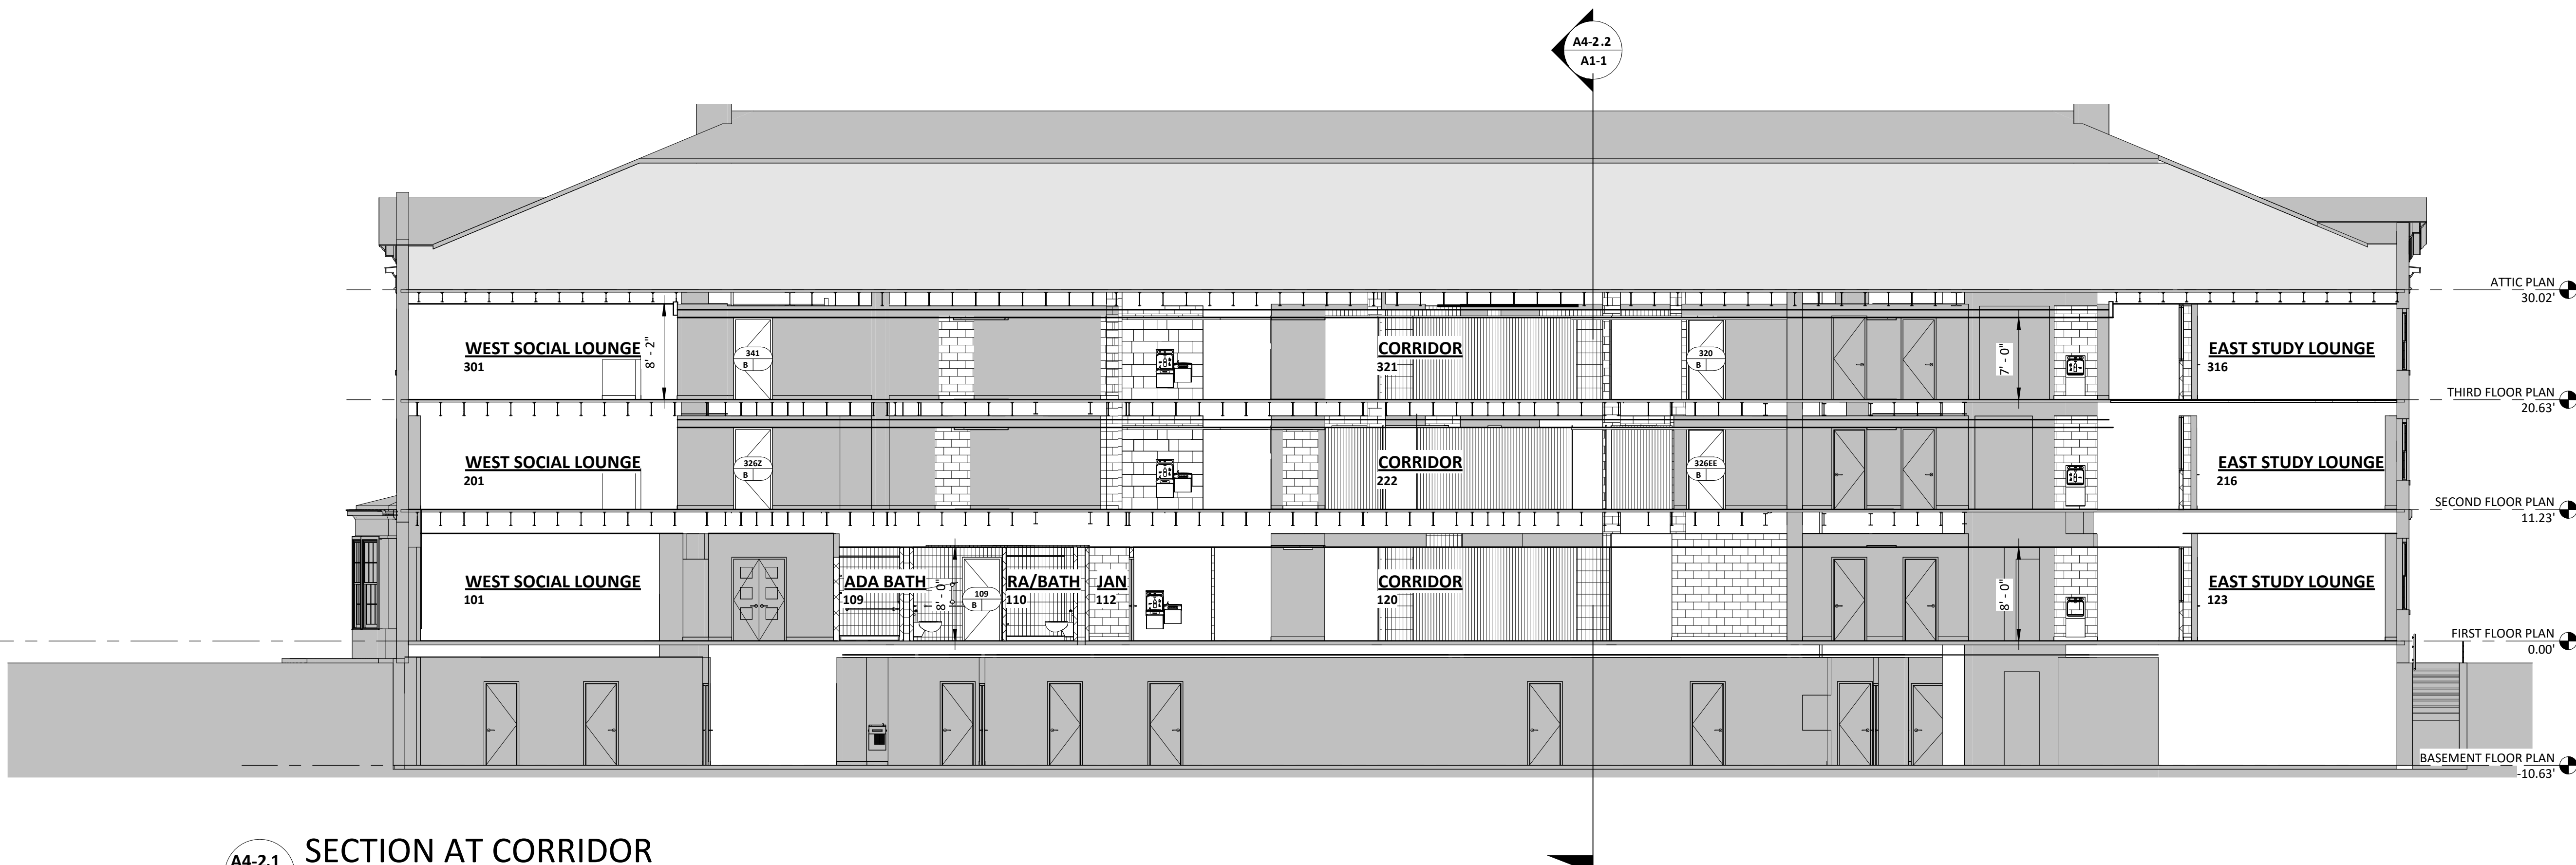 A4-2.2
A1-1
ATTIC PLAN
30.02'
WEST SOCIAL LOUNGE
301
8' - 2"
341
B
CORRIDOR
321
320
B
7' - 0"
EAST STUDY LOUNGE
316
THIRD FLOOR PLAN
20.63'
WEST SOCIAL LOUNGE
201
326Z
B
CORRIDOR
222
326EE
B
EAST STUDY LOUNGE
216
SECOND FLOOR PLAN
11.23'
WEST SOCIAL LOUNGE
101
ADA BATH
109
8' - 0"
109
B
RA/BATH
110
JAN
112
CORRIDOR
120
8' - 0"
EAST STUDY LOUNGE
123
FIRST FLOOR PLAN
0.00'
BASEMENT FLOOR PLAN
-10.63'
A4-2.1
SECTION AT CORRIDOR